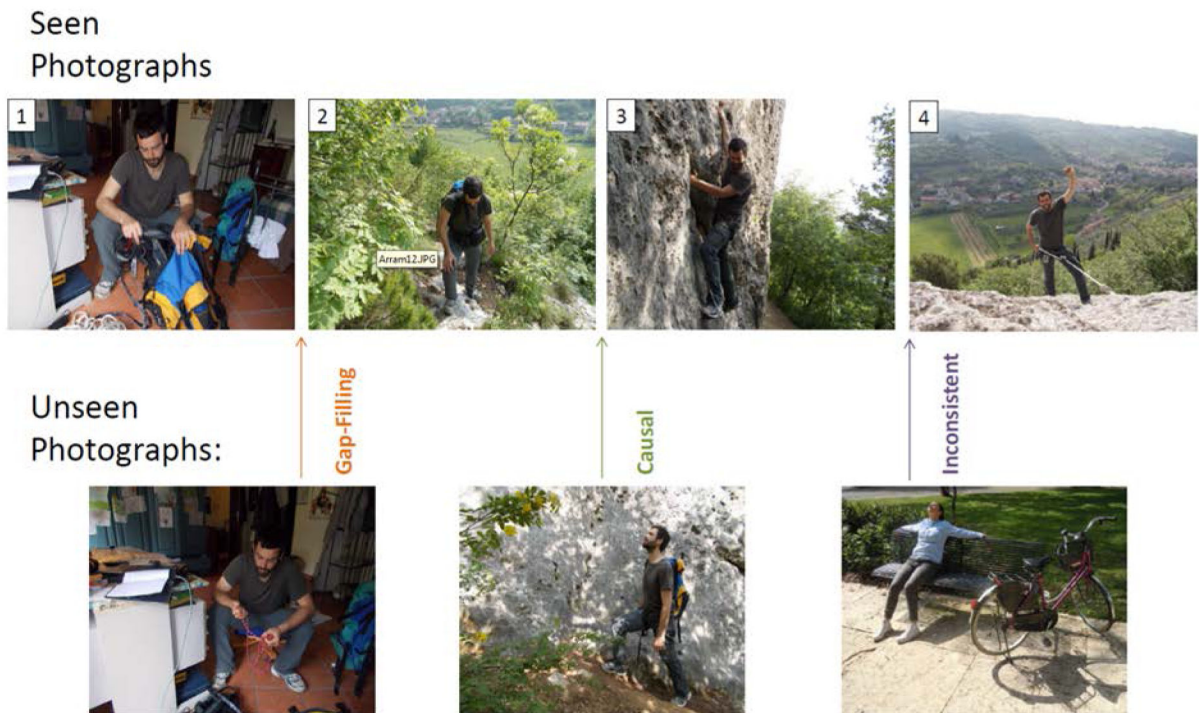 Seen
Photographs
1
2
3
4
Arram12.JPG
Gap-Filling
Causal
Inconsistent
Unseen
Photographs: